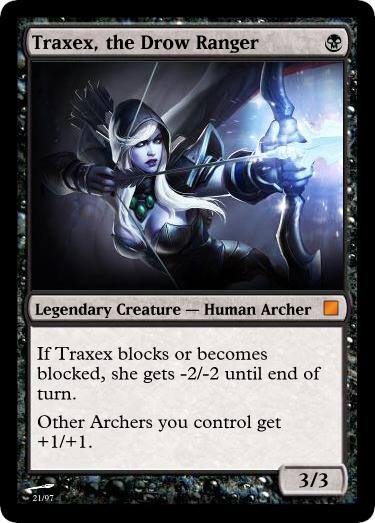 Traxex, the Drow Ranger
Legendary Creature — Human Archer
If Traxex blocks or becomes
blocked, she gets -2/-2 until end of
turn.
Other Archers you control get
+1/+1.
3/3
21/97